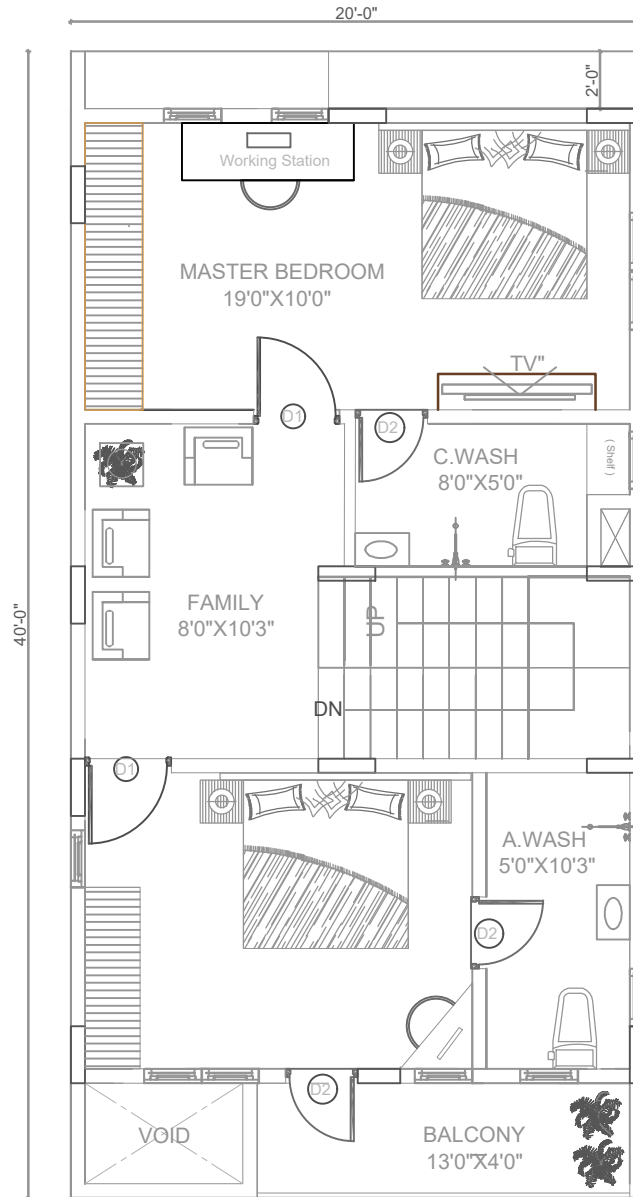 20'-0"
2'-0"
Working Station
MASTER BEDROOM
19'0"X10'0"
TV"
D1
D2
C.WASH
8'0"X5'0"
( Shelf )
40'-0"
FAMILY
8'0"X10'3"
UP
DN
D1
A.WASH
5'0"X10'3"
D2
D2
VOID
BALCONY
13'0"X4'0"